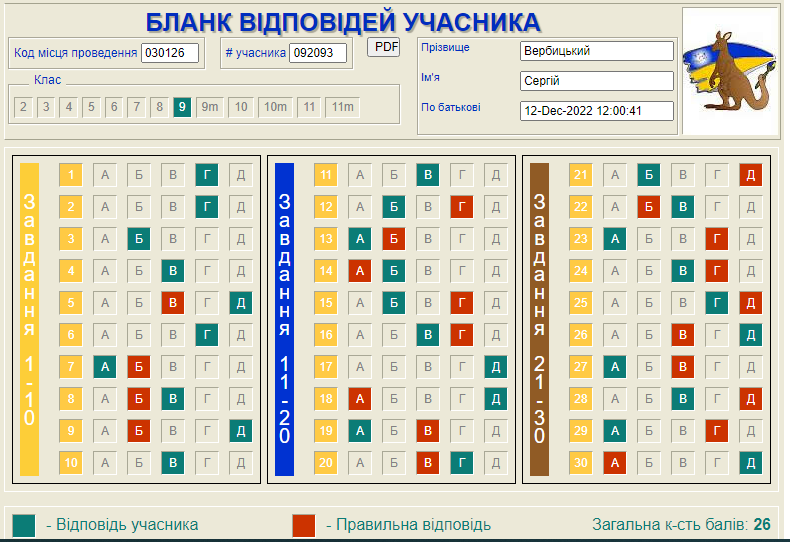 БЛАНК ВІДПОВІДЕЙ УЧАСНИКА
Код місця проведення 030126 # учасника 092093 PDF
Клас
2 3 4 5 6 7 8 9 9m 10 10m 11 11m
Прізвище Вербицький
Ім'я Сергій
По батькові 12-Dec-2022 12:00:41
Завдання 1-10
1 А Б В Г Д
2 А Б В Г Д
3 А Б В Г Д
4 А Б В Г Д
5 А Б В Г Д
6 А Б В Г Д
7 А Б В Г Д
8 А Б В Г Д
9 А Б В Г Д
10 А Б В Г Д
Завдання 11-20
11 А Б В Г Д
12 А Б В Г Д
13 А Б В Г Д
14 А Б В Г Д
15 А Б В Г Д
16 А Б В Г Д
17 А Б В Г Д
18 А Б В Г Д
19 А Б В Г Д
20 А Б В Г Д
Завдання 21-30
21 А Б В Г Д
22 А Б В Г Д
23 А Б В Г Д
24 А Б В Г Д
25 А Б В Г Д
26 А Б В Г Д
27 А Б В Г Д
28 А Б В Г Д
29 А Б В Г Д
30 А Б В Г Д
- Відповідь учасника - Правильна відповідь Загальна к-сть балів: 26